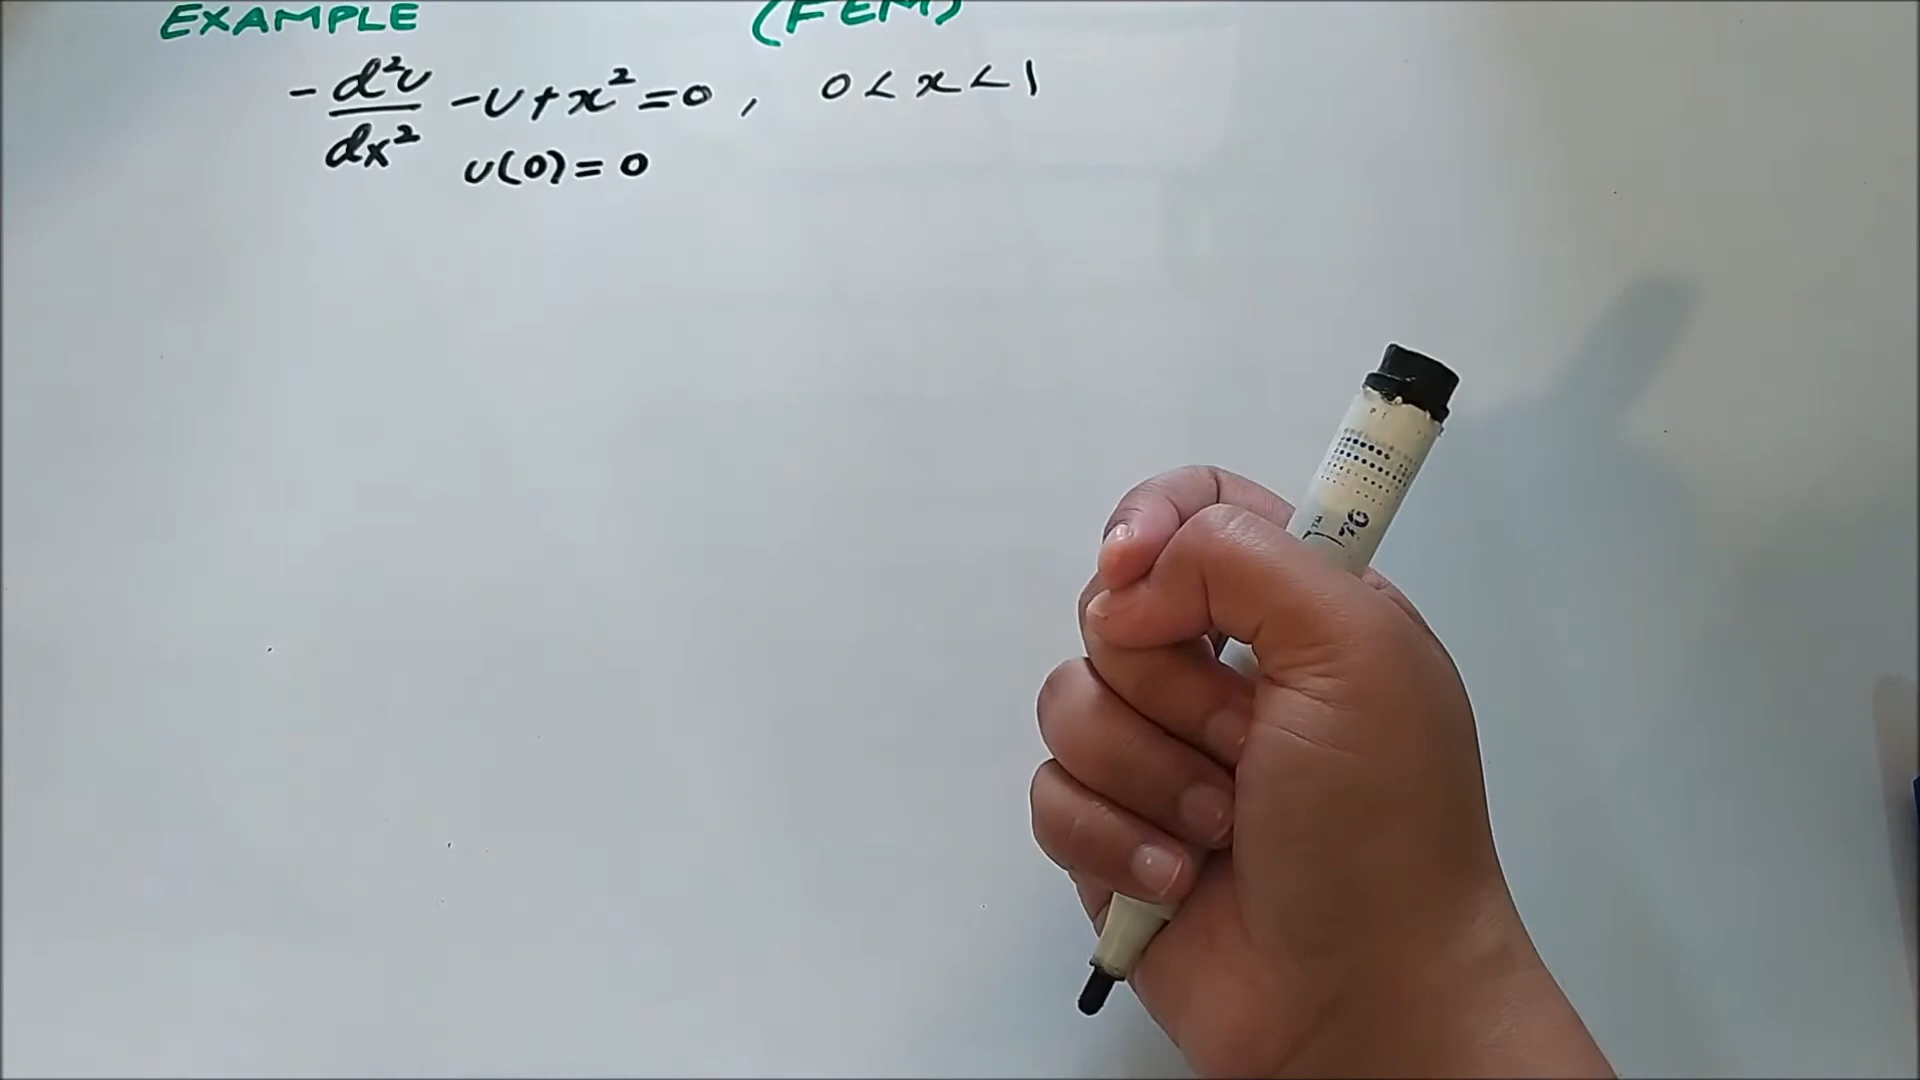 EXAMPLE (FEM)
-d²u/dx² -u+x²=0, 0<x<1
u(0)=0